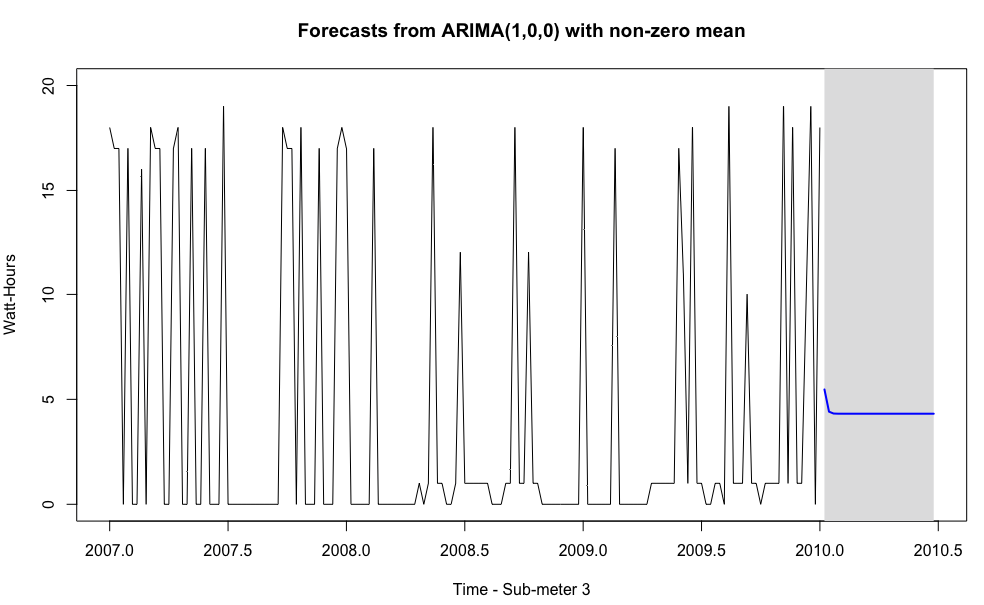 Forecasts from ARIMA(1,0,0) with non-zero mean
Watt-Hours
20
15
10
5
0
2007.0 2007.5 2008.0 2008.5 2009.0 2009.5 2010.0 2010.5
Time - Sub-meter 3